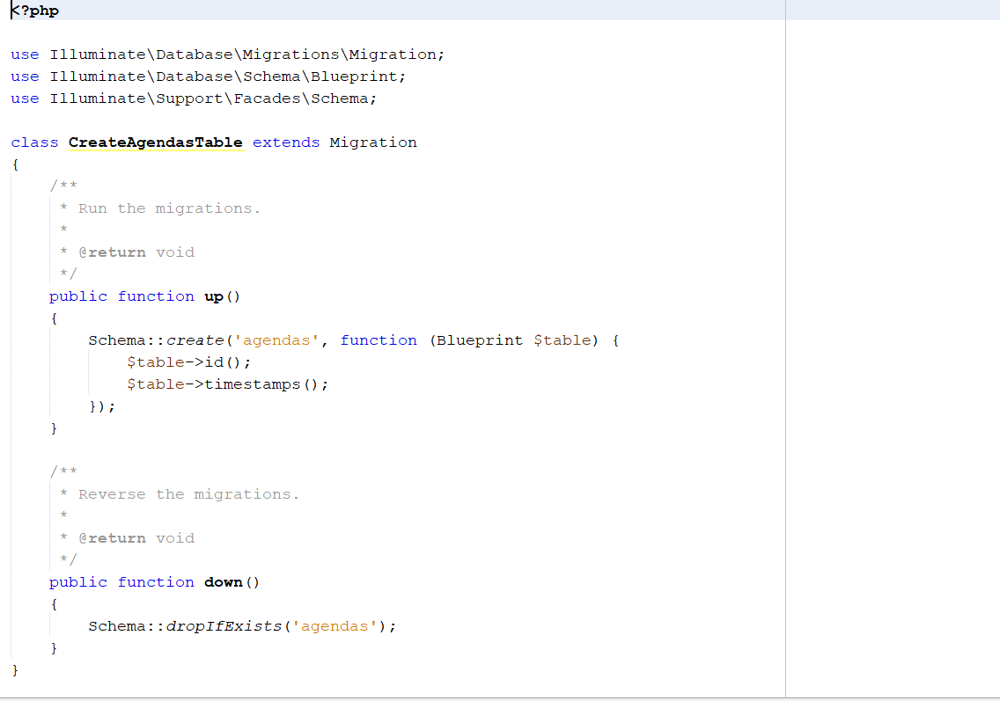 <?php

use Illuminate\Database\Migrations\Migration;
use Illuminate\Database\Schema\Blueprint;
use Illuminate\Support\Facades\Schema;

class CreateAgendasTable extends Migration
{
    /**
     * Run the migrations.
     *
     * @return void
     */
    public function up()
    {
        Schema::create('agendas', function (Blueprint $table) {
            $table->id();
            $table->timestamps();
        });
    }

    /**
     * Reverse the migrations.
     *
     * @return void
     */
    public function down()
    {
        Schema::dropIfExists('agendas');
    }
}